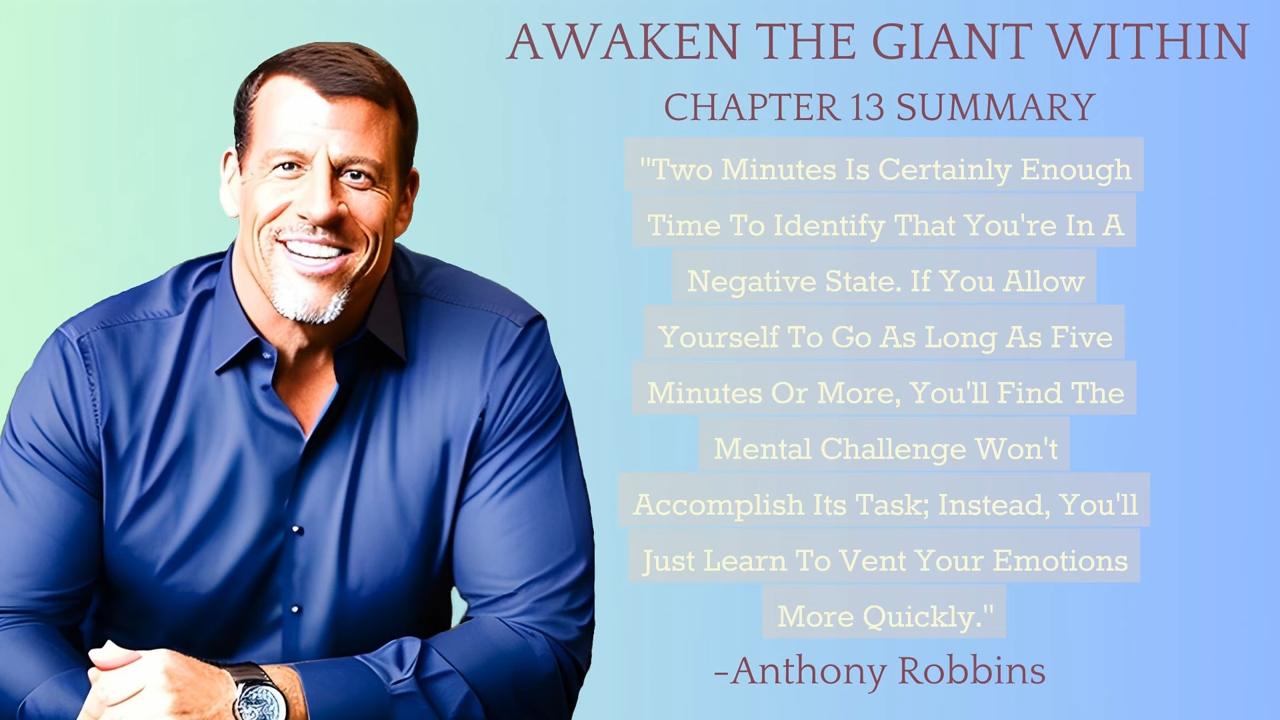 AWAKEN THE GIANT WITHIN
CHAPTER 13 SUMMARY
"Two Minutes Is Certainly Enough
Time To Identify That You're In A
Negative State. If You Allow
Yourself To Go As Long As Five
Minutes Or More, You'll Find The
Mental Challenge Won't
Accomplish Its Task; Instead, You'll
Just Learn To Vent Your Emotions
More Quickly."
-Anthony Robbins